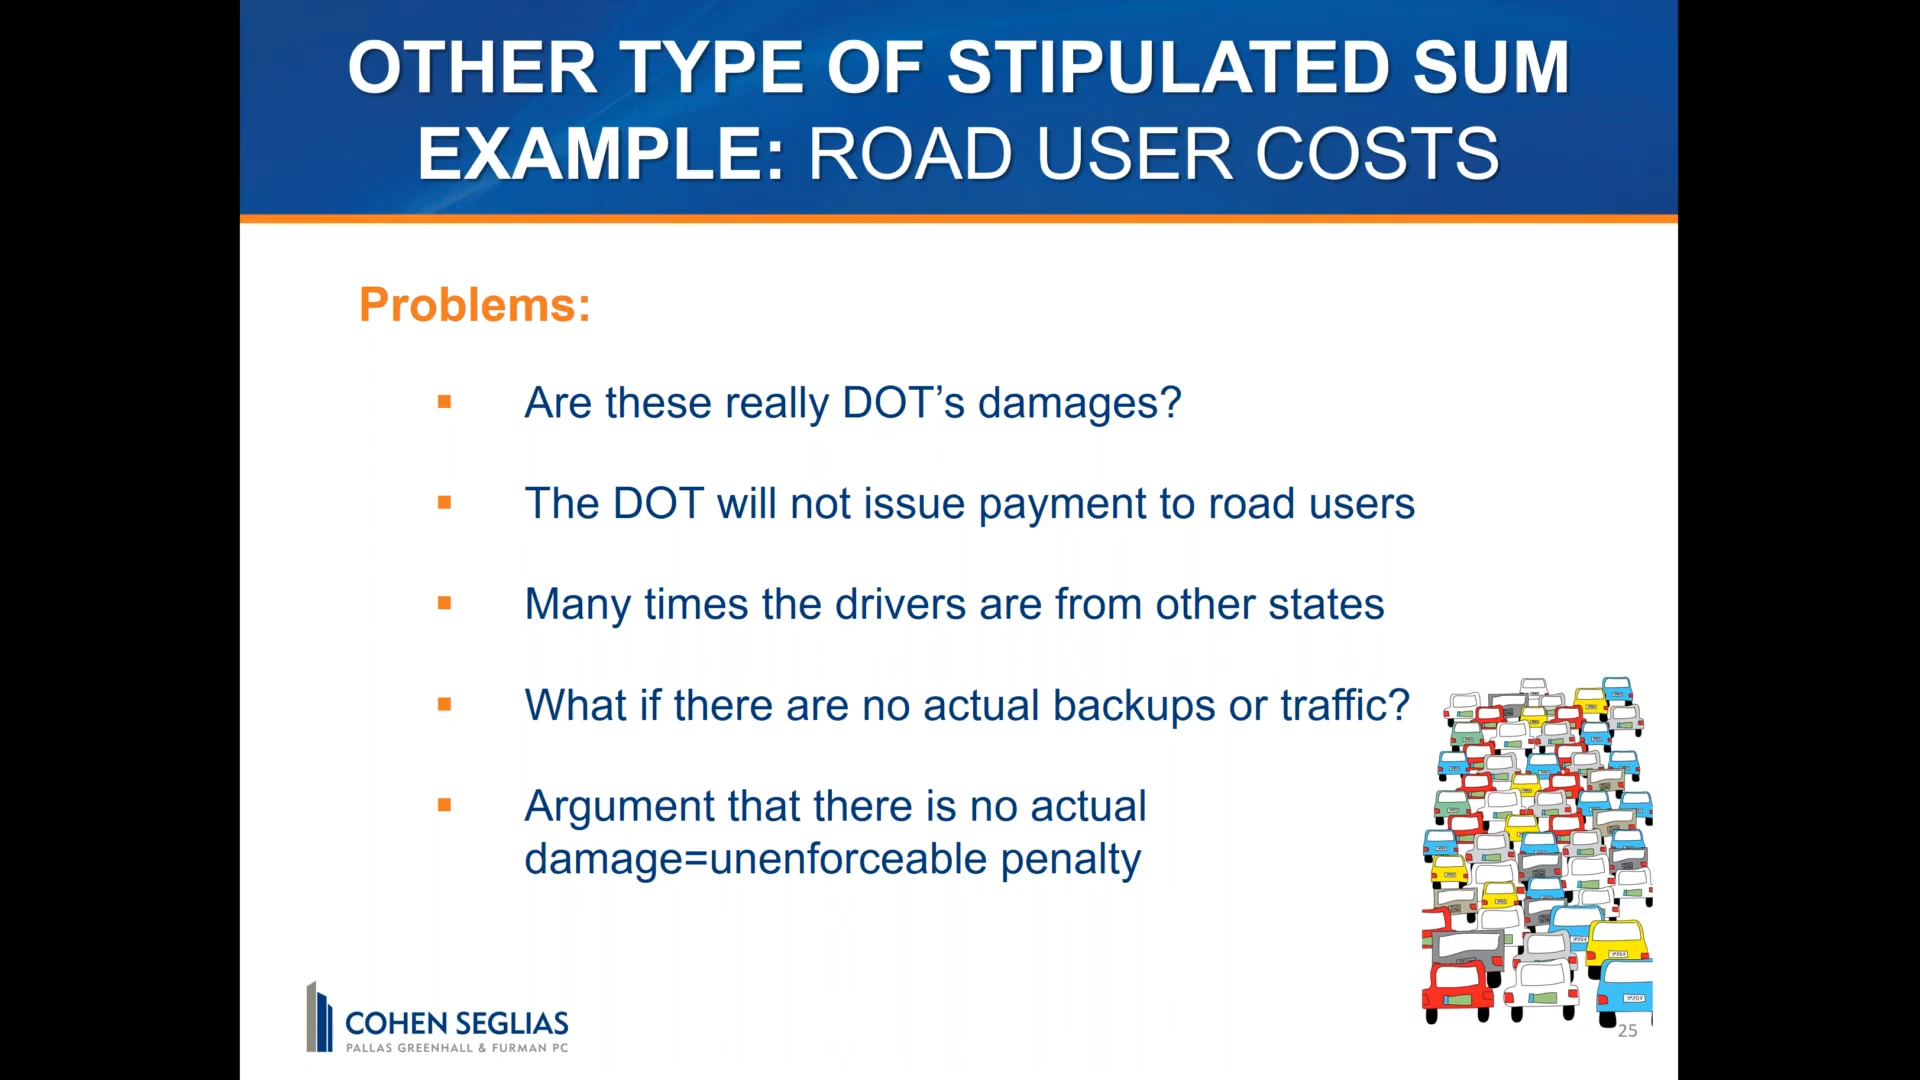 OTHER TYPE OF STIPULATED SUM
EXAMPLE: ROAD USER COSTS
Problems:
▪ Are these really DOT’s damages?
▪ The DOT will not issue payment to road users
▪ Many times the drivers are from other states
▪ What if there are no actual backups or traffic?
▪ Argument that there is no actual
damage=unenforceable penalty
COHEN SEGLIAS
PALLAS GREENHALL & FURMAN PC
25